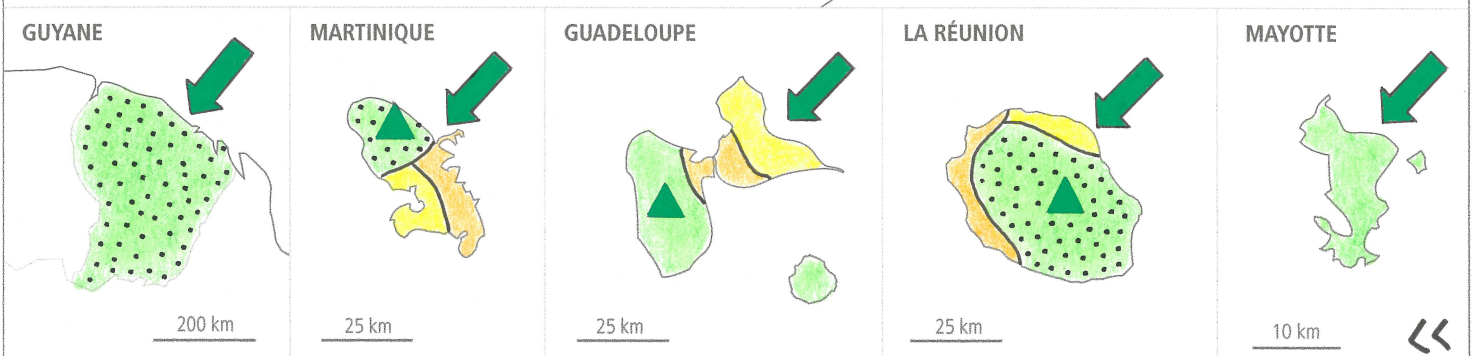 GUYANE
200 km
MARTINIQUE
25 km
GUADELOUPE
25 km
LA RÉUNION
25 km
MAYOTTE
10 km